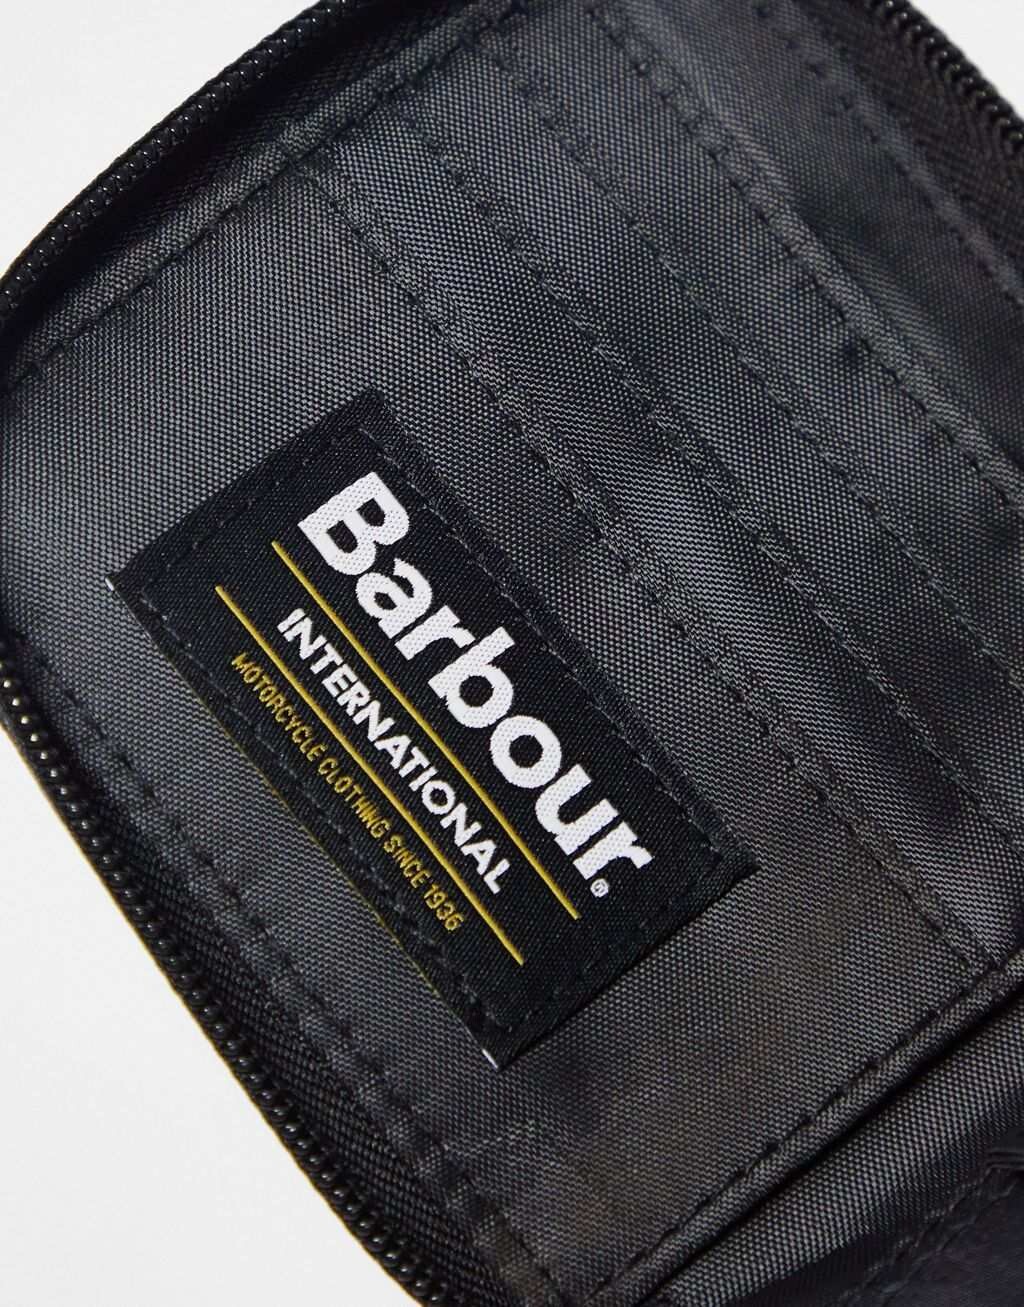 Barbour®
INTERNATIONAL
MOTORCYCLE CLOTHING SINCE 1936